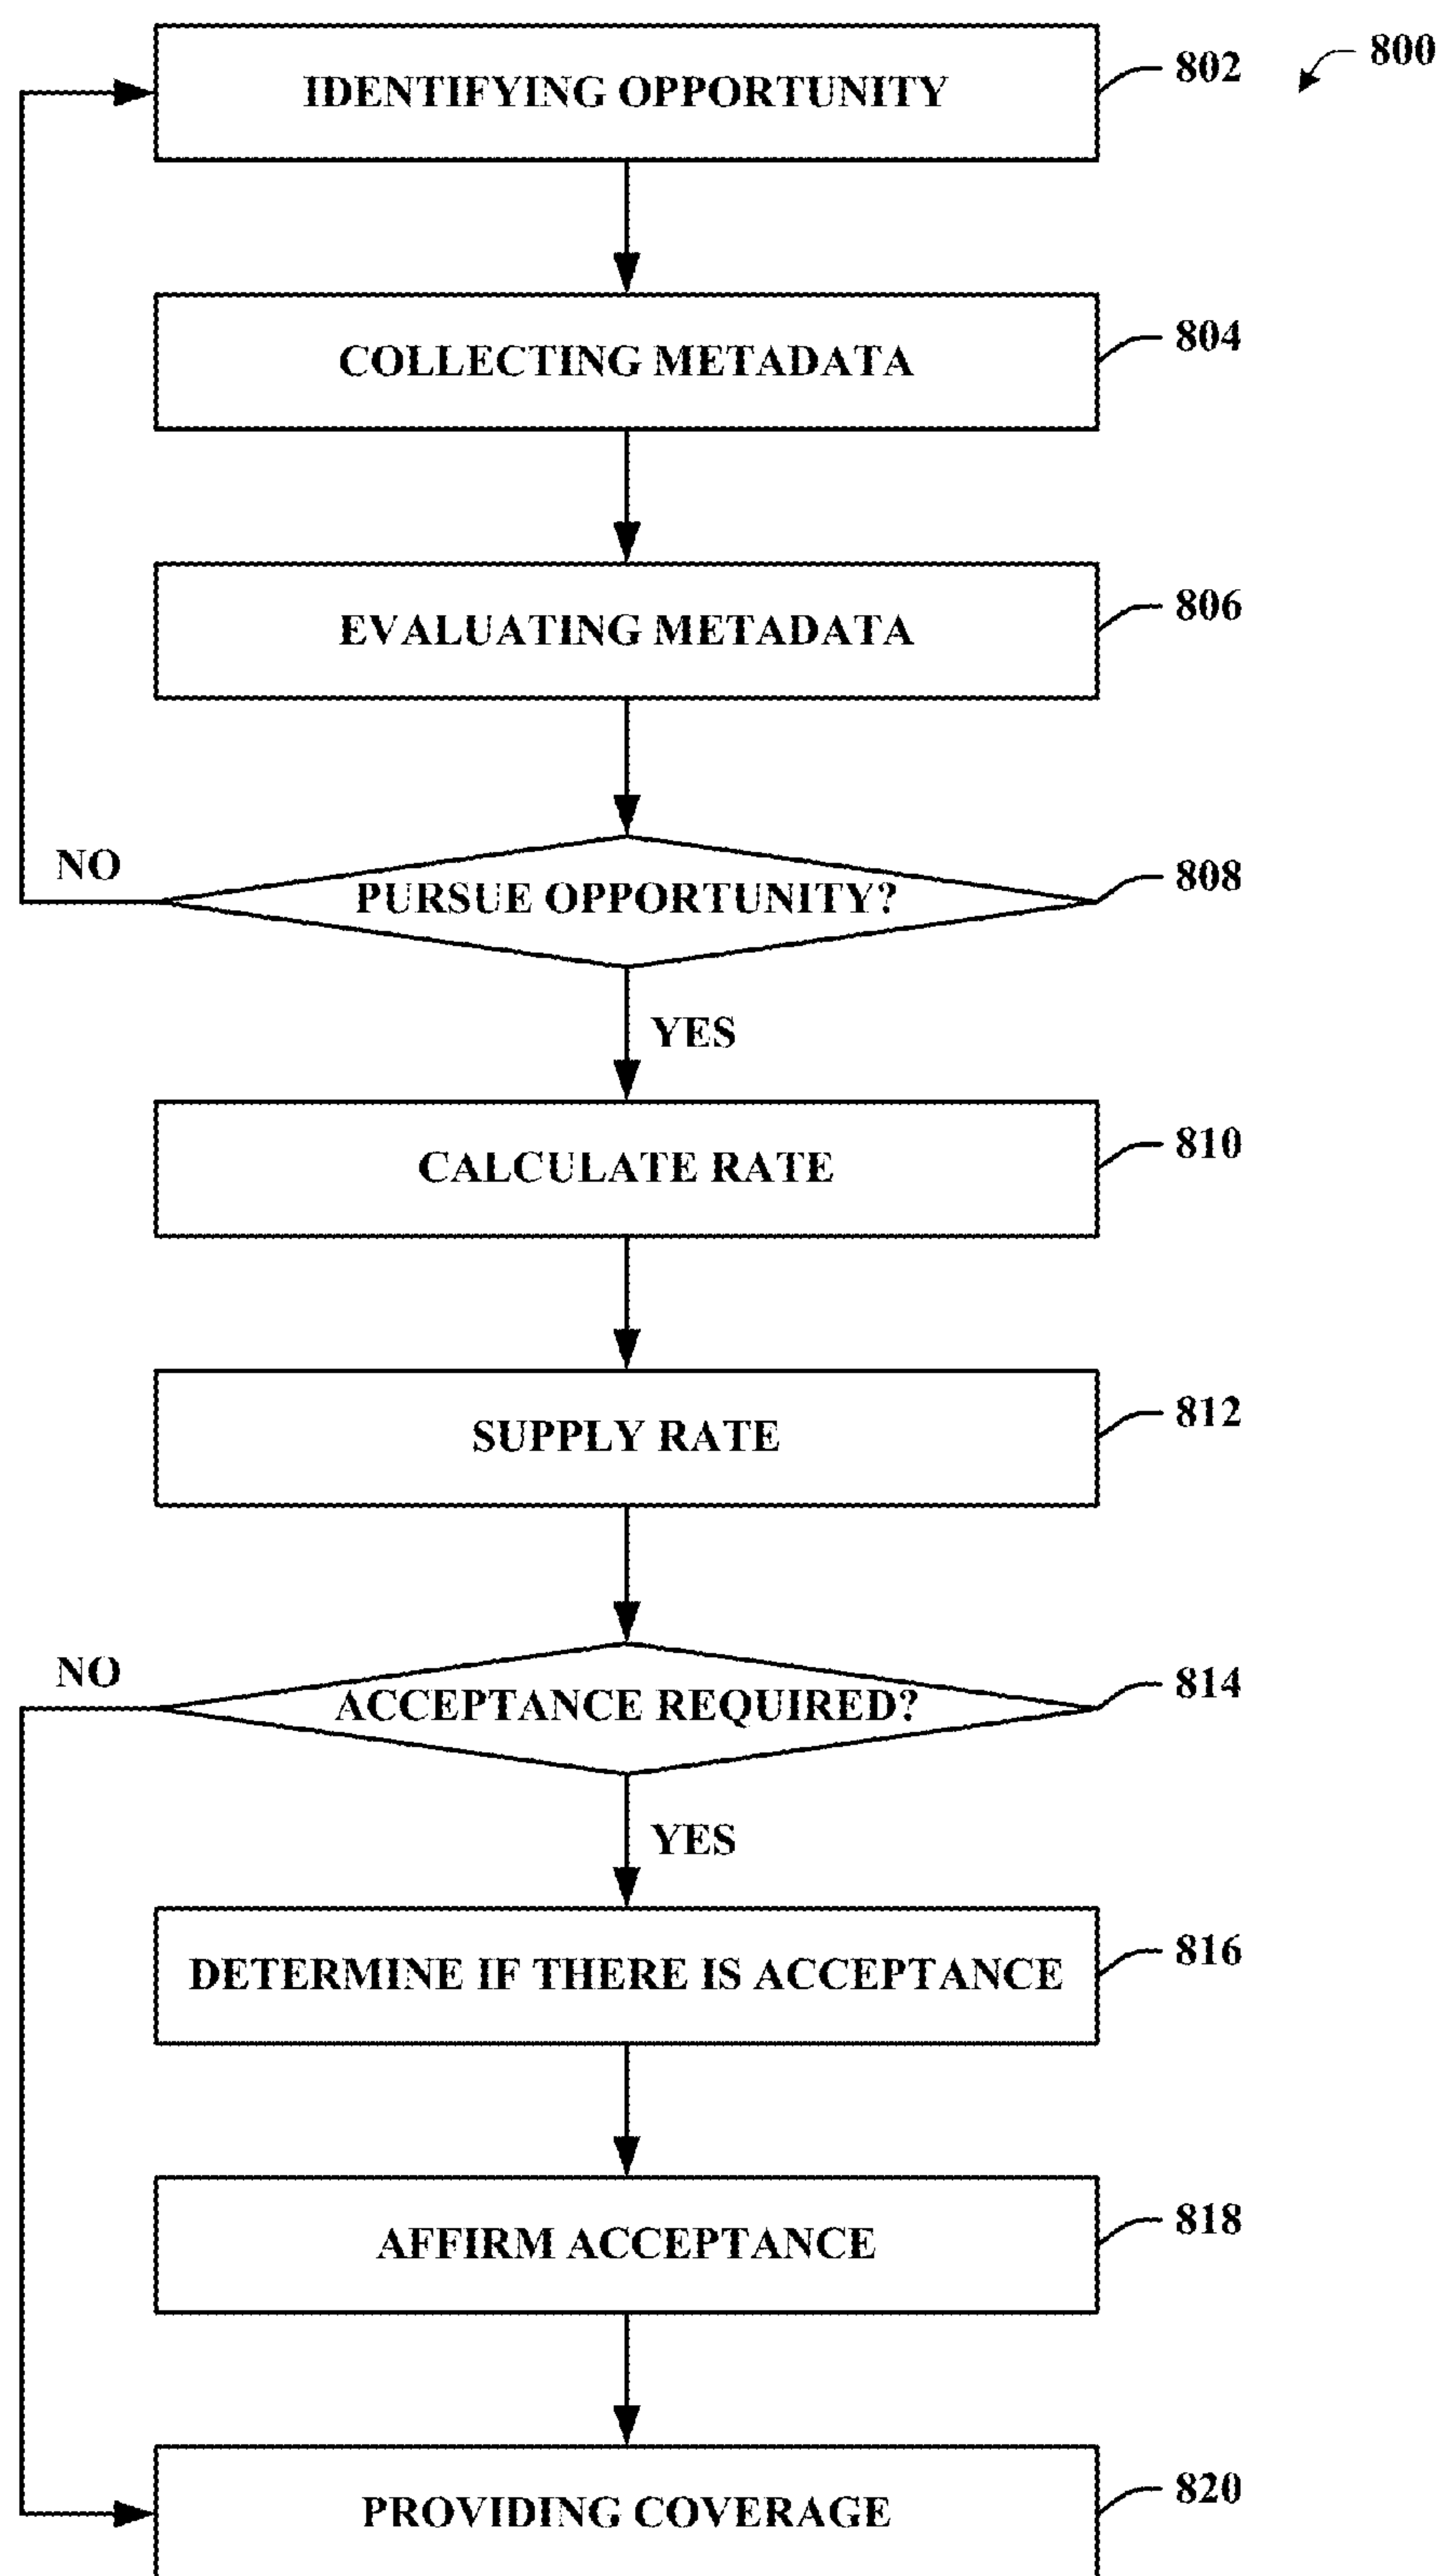 800
IDENTIFYING OPPORTUNITY 802
COLLECTING METADATA 804
EVALUATING METADATA 806
NO
PURSUE OPPORTUNITY? 808
YES
CALCULATE RATE 810
SUPPLY RATE 812
NO
ACCEPTANCE REQUIRED? 814
YES
DETERMINE IF THERE IS ACCEPTANCE 816
AFFIRM ACCEPTANCE 818
PROVIDING COVERAGE 820